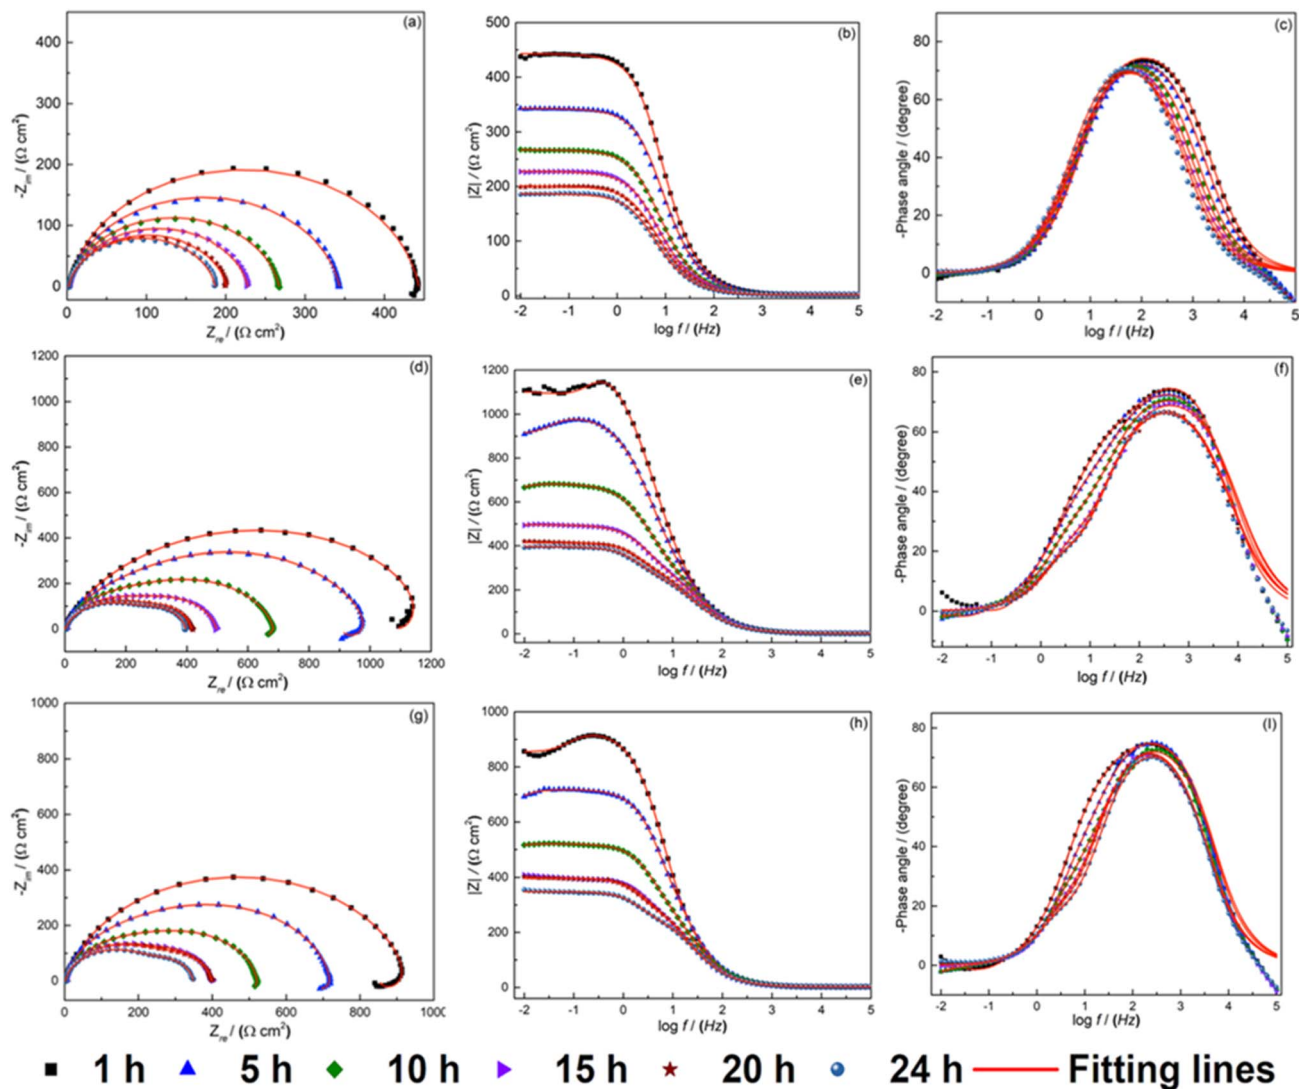 (a)
-Z_im / (Ω cm²)
400
300
200
100
0
0 100 200 300 400
Z_re / (Ω cm²)
(b)
|Z| / (Ω cm²)
500
400
300
200
100
0
-2 -1 0 1 2 3 4 5
log f / (Hz)
(c)
-Phase angle / (degree)
80
60
40
20
0
-2 -1 0 1 2 3 4 5
log f / (Hz)
(d)
-Z_im / (Ω cm²)
1200
1000
800
600
400
200
0
0 200 400 600 800 1000 1200
Z_re / (Ω cm²)
(e)
|Z| / (Ω cm²)
1200
1000
800
600
400
200
0
-2 -1 0 1 2 3 4 5
log f / (Hz)
(f)
-Phase angle / (degree)
80
60
40
20
0
-2 -1 0 1 2 3 4 5
log f / (Hz)
(g)
-Z_im / (Ω cm²)
1000
800
600
400
200
0
0 200 400 600 800 1000
Z_re / (Ω cm²)
(h)
|Z| / (Ω cm²)
1000
800
600
400
200
0
-2 -1 0 1 2 3 4 5
log f / (Hz)
(I)
-Phase angle / (degree)
80
60
40
20
0
-2 -1 0 1 2 3 4 5
log f / (Hz)
1 h 5 h 10 h 15 h 20 h 24 h Fitting lines